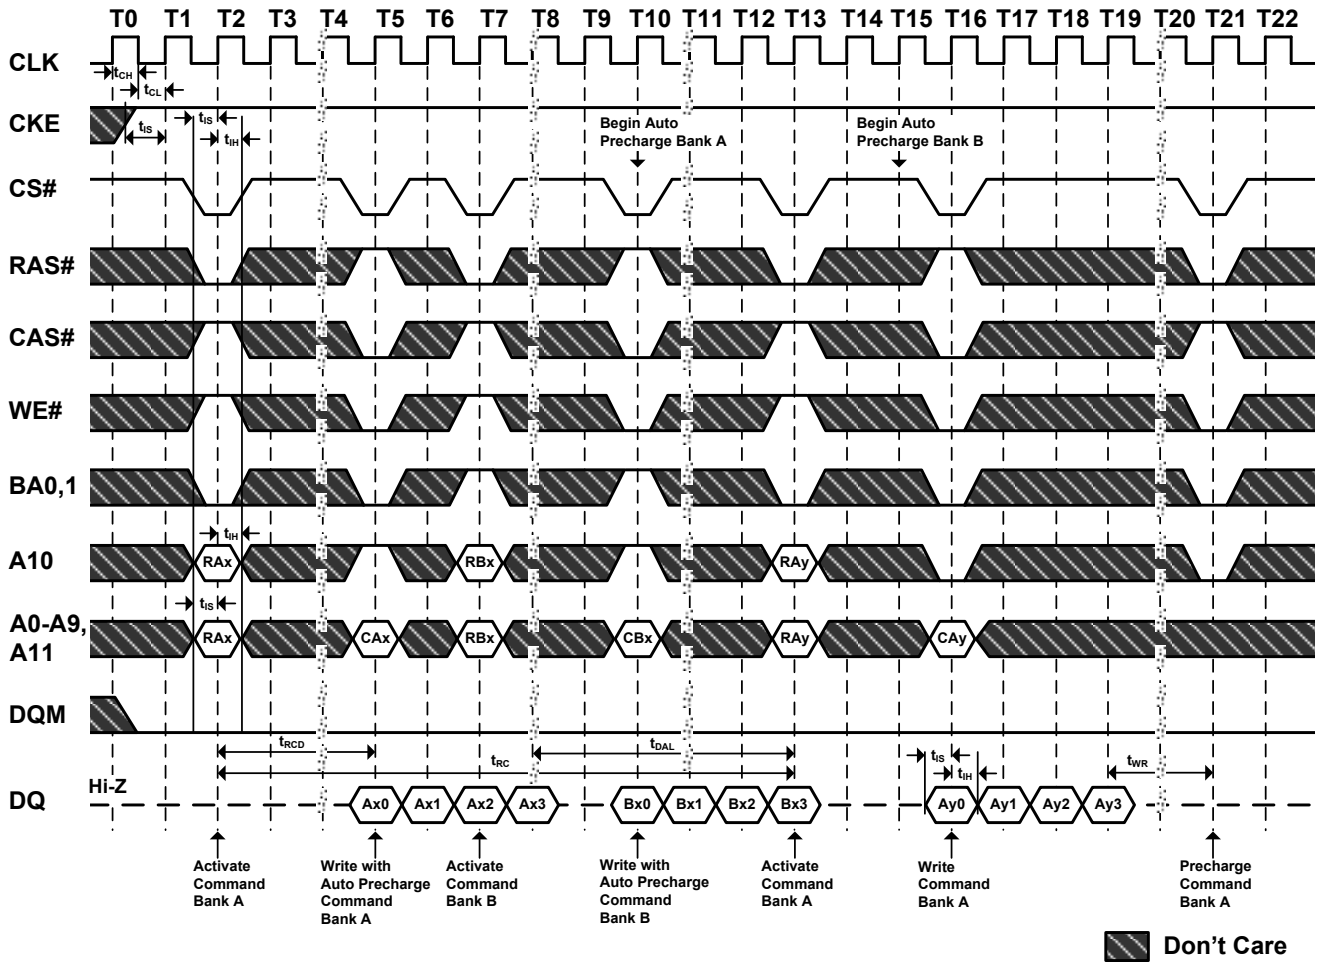 T0 T1 T2 T3 T4 T5 T6 T7 T8 T9 T10 T11 T12 T13 T14 T15 T16 T17 T18 T19 T20 T21 T22
CLK
tCH
tCL
CKE
tIS
tIS
tIH
Begin Auto
Precharge Bank A
Begin Auto
Precharge Bank B
CS#
RAS#
CAS#
WE#
BA0,1
tIH
A10
RAx RBx RAy
tIS
A0-A9,
A11
RAx CAx RBx CBx RAy CAy
DQM
tRCD
tDAL
tRC
tIS
tIH
tWR
Hi-Z
DQ
Ax0 Ax1 Ax2 Ax3 Bx0 Bx1 Bx2 Bx3 Ay0 Ay1 Ay2 Ay3
Activate
Command
Bank A
Write with
Auto Precharge
Command
Bank A
Activate
Command
Bank B
Write with
Auto Precharge
Command
Bank B
Activate
Command
Bank A
Write
Command
Bank A
Precharge
Command
Bank A
Don't Care